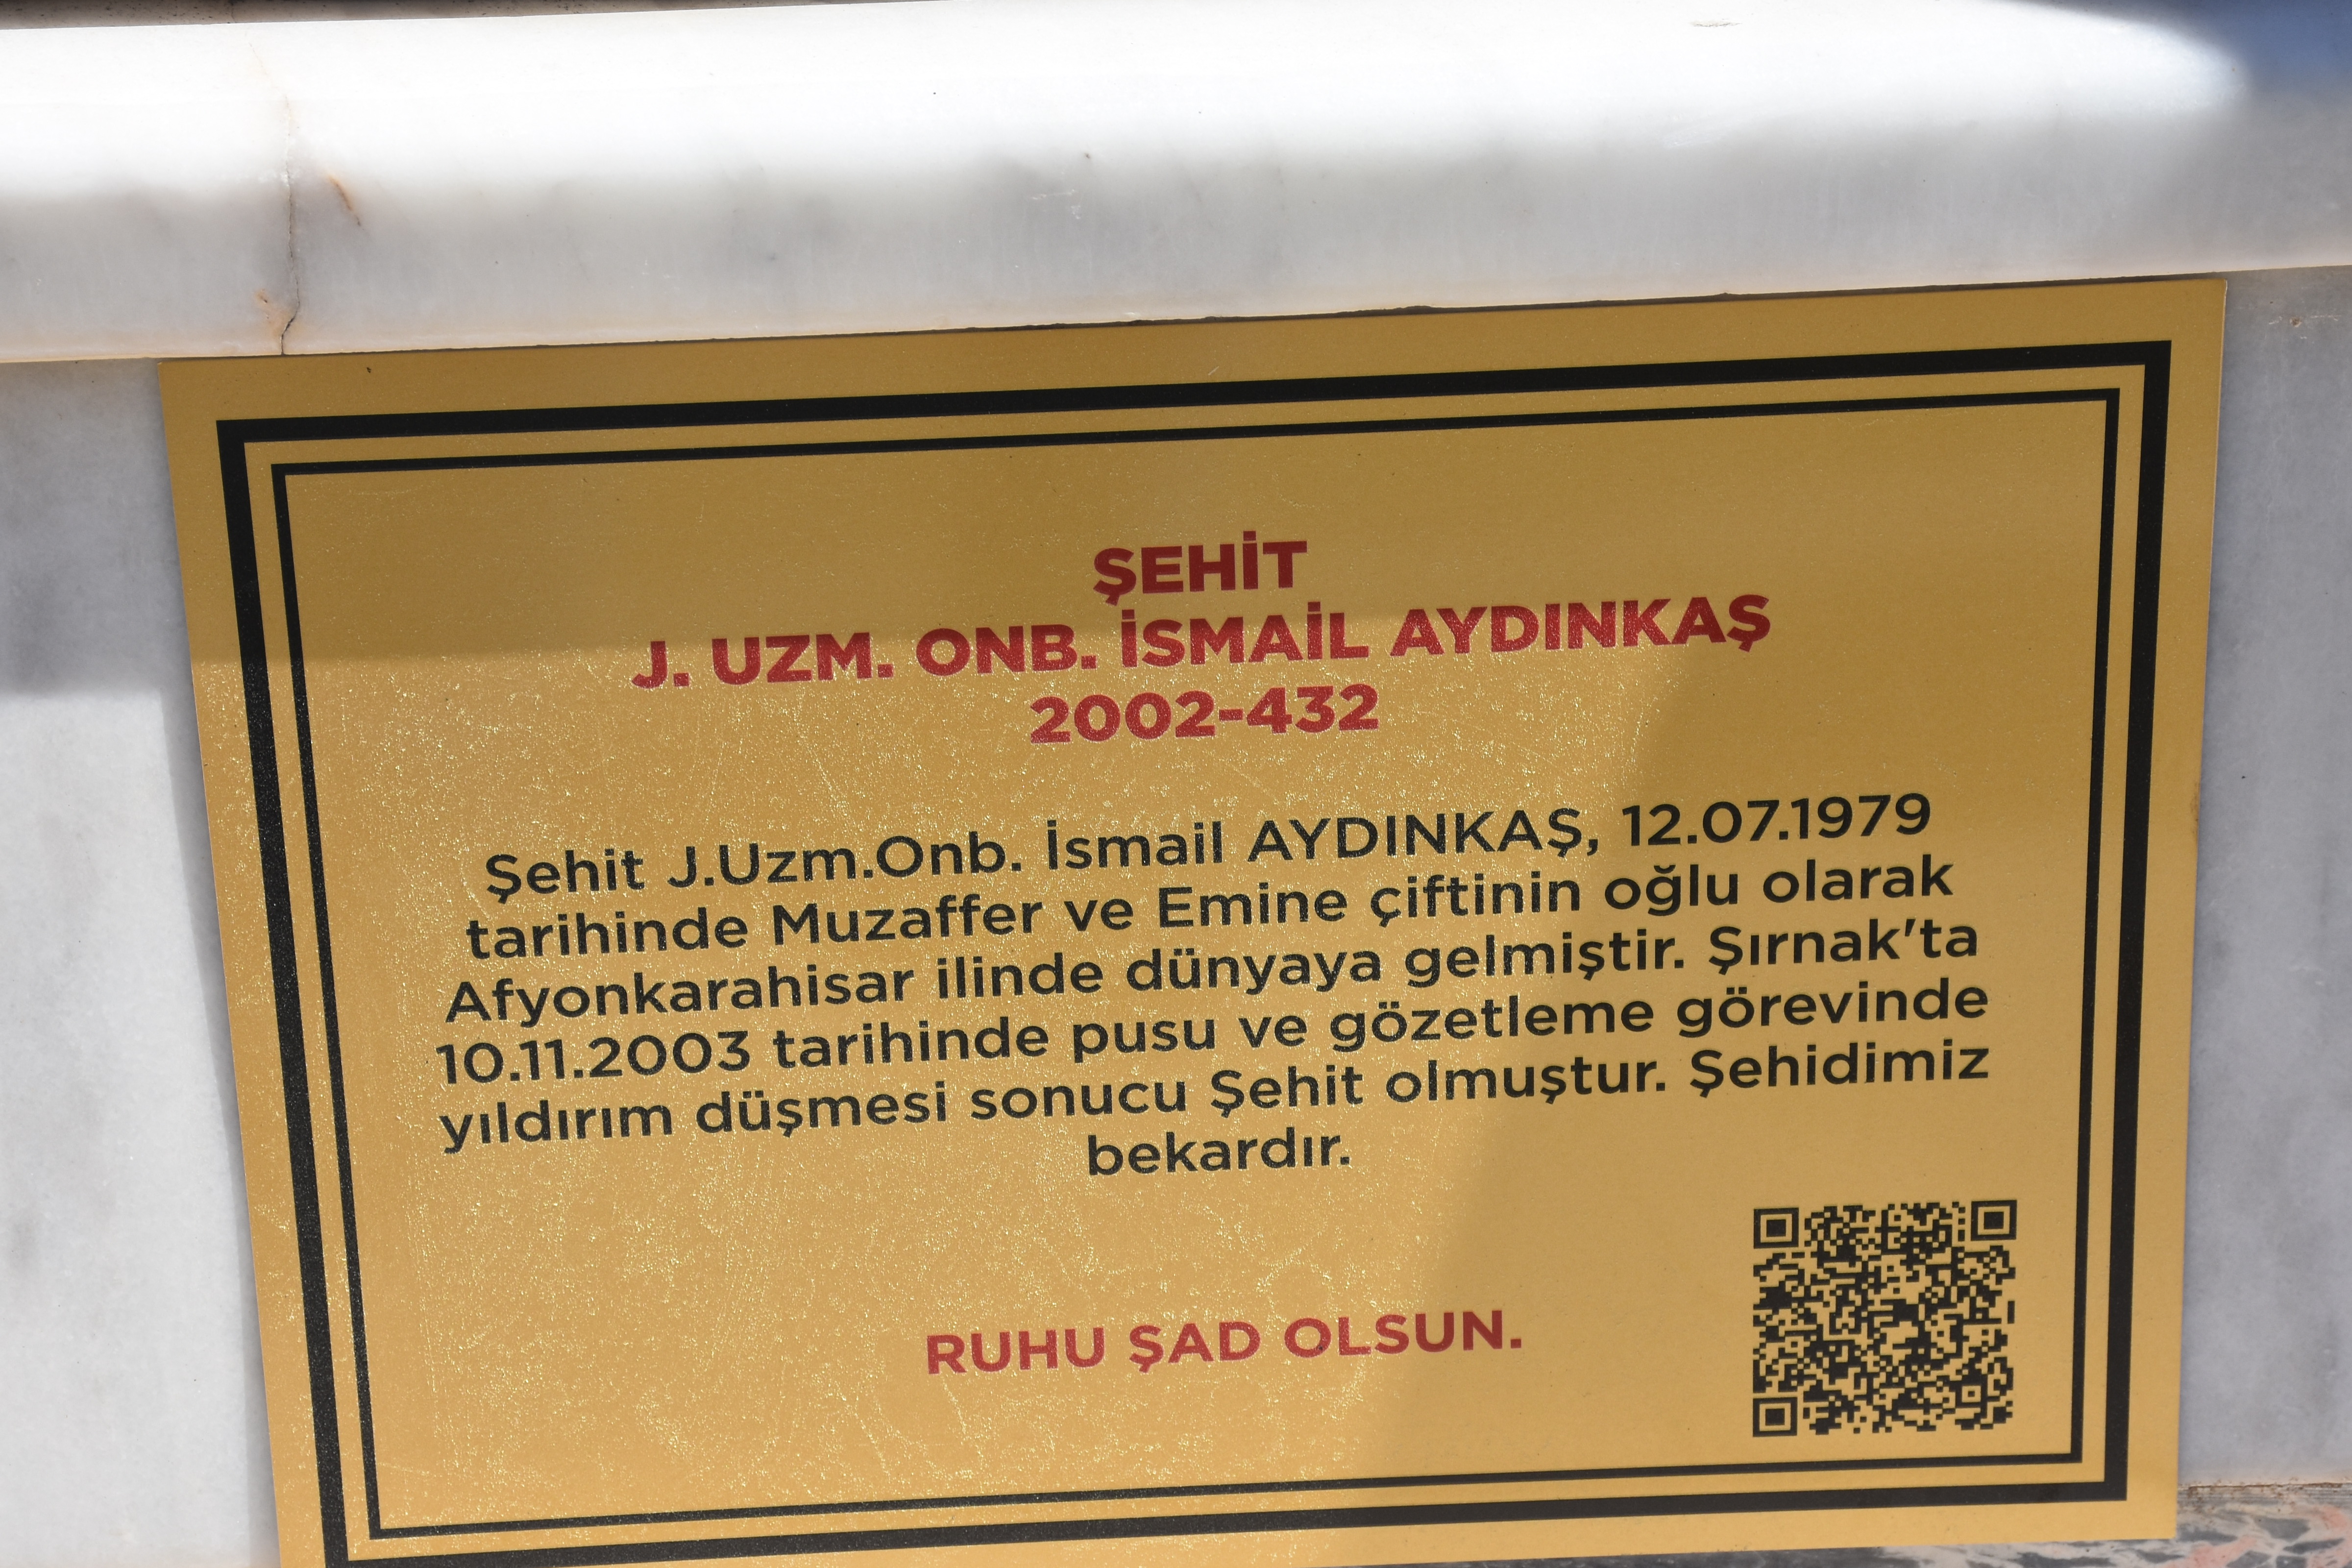 ŞEHİT
J. UZM. ONB. İSMAİL AYDINKAŞ
2002-432
Şehit J.Uzm.Onb. İsmail AYDINKAŞ, 12.07.1979
tarihinde Muzaffer ve Emine çiftinin oğlu olarak
Afyonkarahisar ilinde dünyaya gelmiştir. Şırnak'ta
10.11.2003 tarihinde pusu ve gözetleme görevinde
yıldırım düşmesi sonucu Şehit olmuştur. Şehidimiz
bekardır.
RUHU ŞAD OLSUN.